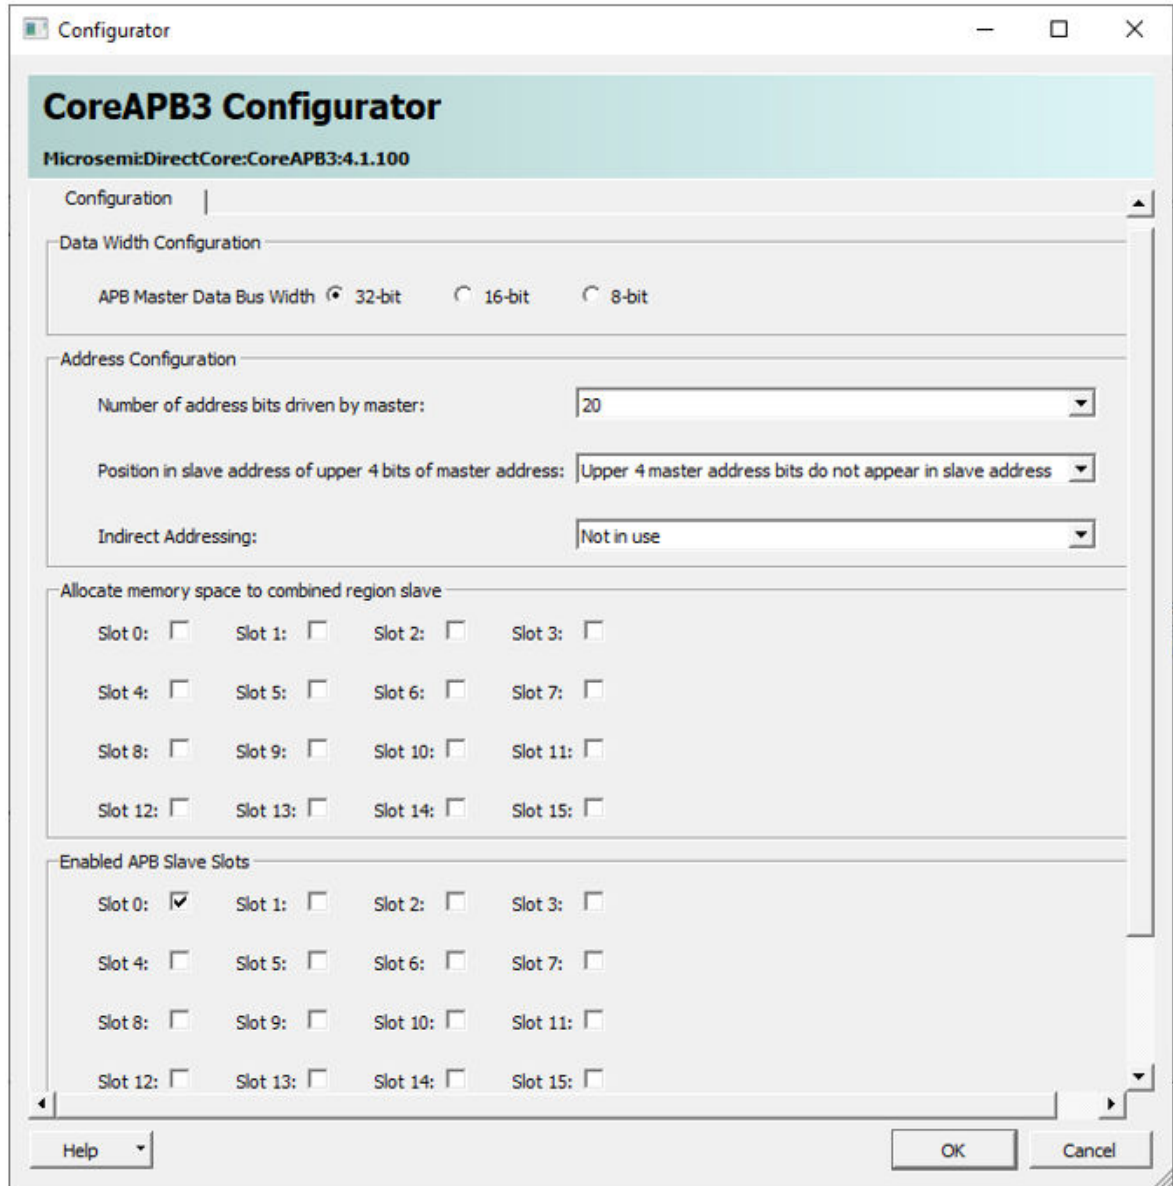 Configurator
CoreAPB3 Configurator
Microsemi:DirectCore:CoreAPB3:4.1.100
Configuration
Data Width Configuration
APB Master Data Bus Width 32-bit 16-bit 8-bit
Address Configuration
Number of address bits driven by master: 20
Position in slave address of upper 4 bits of master address: Upper 4 master address bits do not appear in slave address
Indirect Addressing: Not in use
Allocate memory space to combined region slave
Slot 0: Slot 1: Slot 2: Slot 3:
Slot 4: Slot 5: Slot 6: Slot 7:
Slot 8: Slot 9: Slot 10: Slot 11:
Slot 12: Slot 13: Slot 14: Slot 15:
Enabled APB Slave Slots
Slot 0: Slot 1: Slot 2: Slot 3:
Slot 4: Slot 5: Slot 6: Slot 7:
Slot 8: Slot 9: Slot 10: Slot 11:
Slot 12: Slot 13: Slot 14: Slot 15:
Help OK Cancel